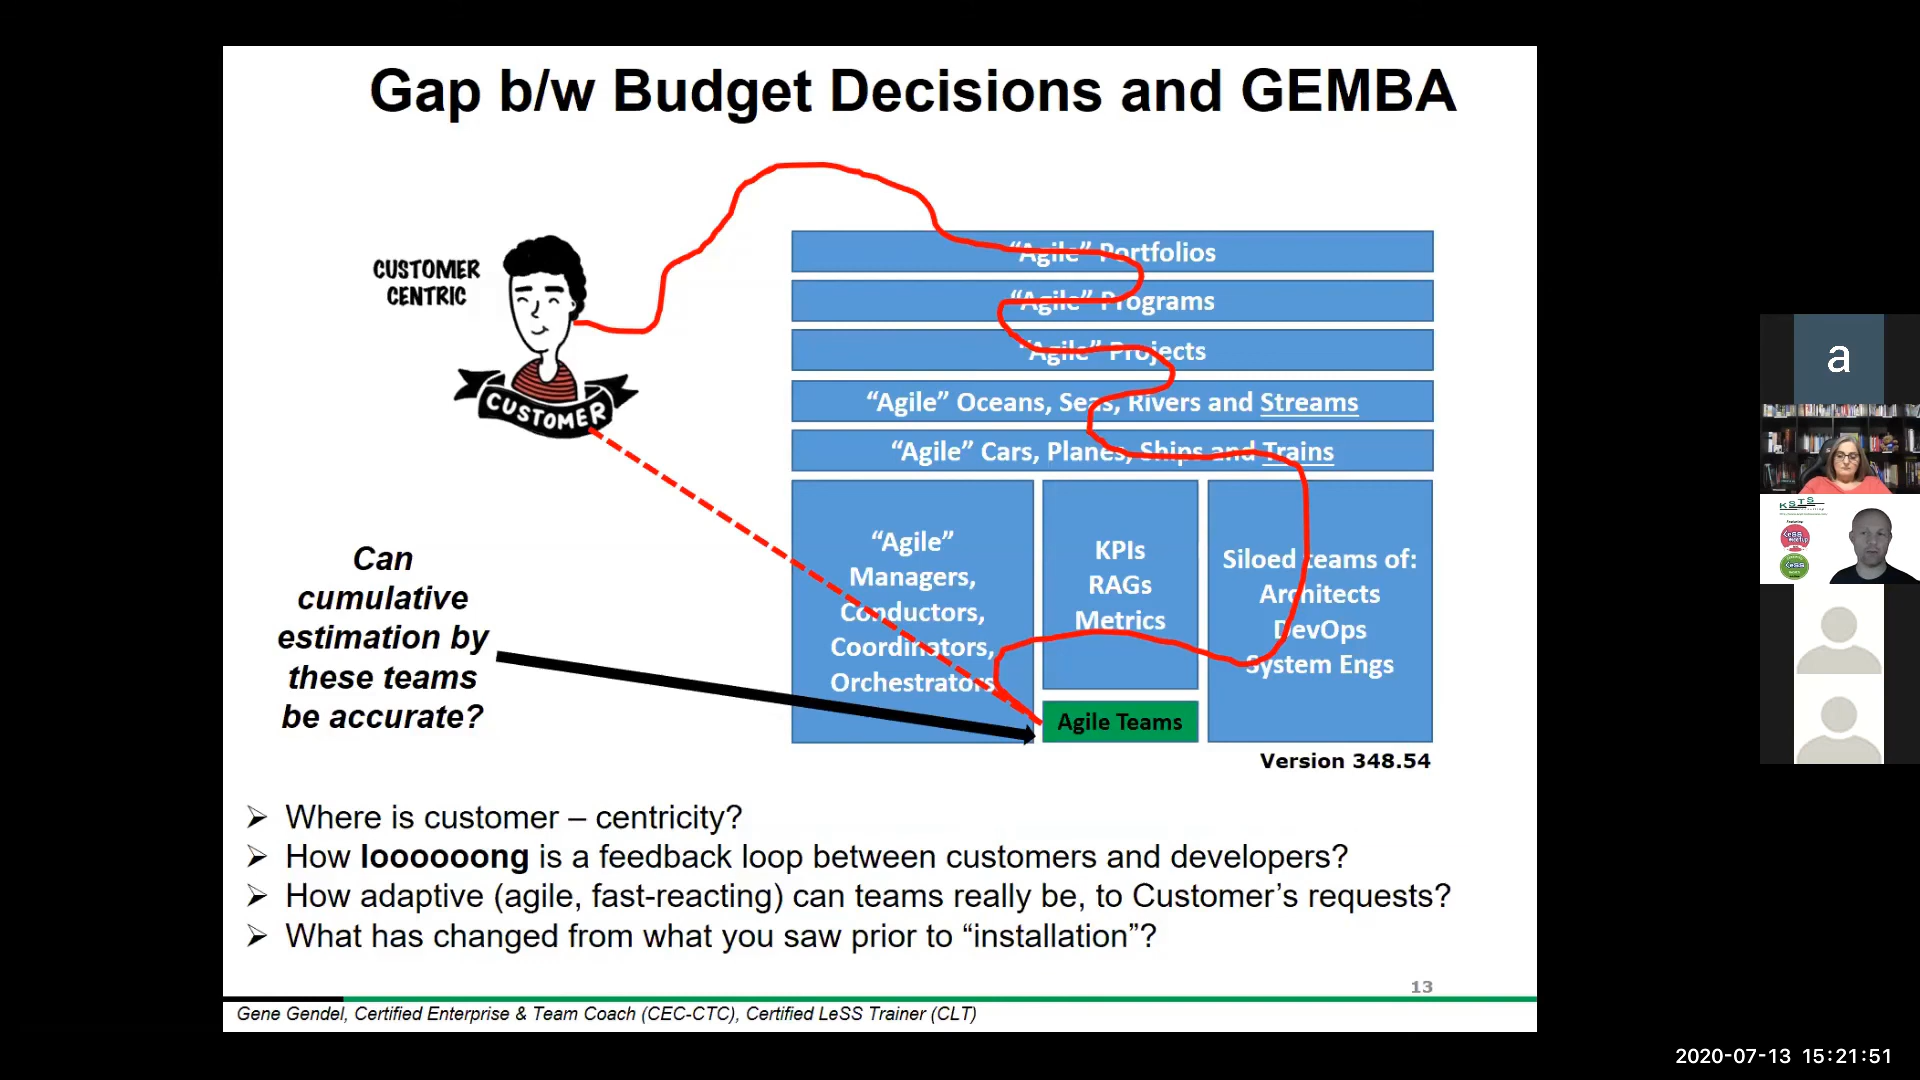 Gap b/w Budget Decisions and GEMBA
CUSTOMER
CENTRIC
CUSTOMER
"Agile" Portfolios
"Agile" Programs
"Agile" Projects
"Agile" Oceans, Seas, Rivers and Streams
"Agile" Cars, Planes, Ships and Trains
"Agile"
Managers,
Conductors,
Coordinators,
Orchestrators
KPIs
RAGs
Metrics
Siloed teams of:
Architects
DevOps
System Engs
Agile Teams
Version 348.54
Can
cumulative
estimation by
these teams
be accurate?
➢ Where is customer – centricity?
➢ How loooooong is a feedback loop between customers and developers?
➢ How adaptive (agile, fast-reacting) can teams really be, to Customer's requests?
➢ What has changed from what you saw prior to "installation"?
13
Gene Gendel, Certified Enterprise & Team Coach (CEC-CTC), Certified LeSS Trainer (CLT)
a
KSTS
LeSS
2020-07-13 15:21:51